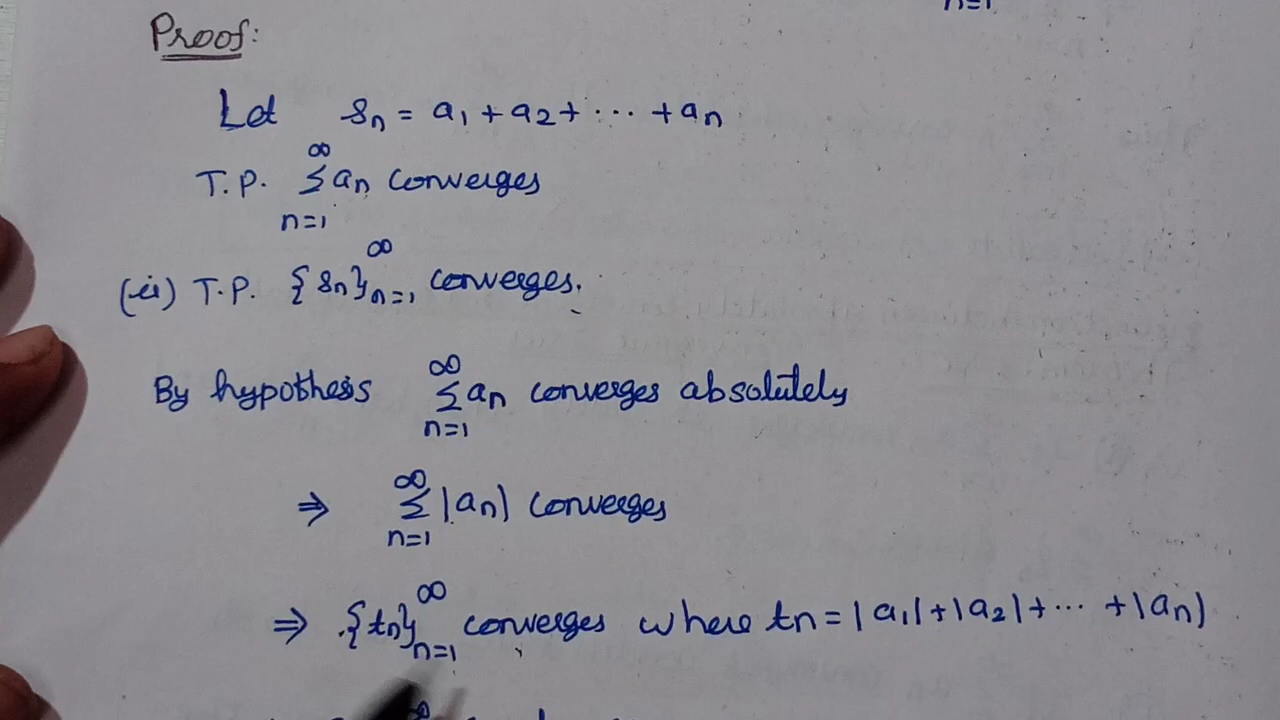 n=1
Proof:
Let sₙ = a₁ + a₂ + ... + aₙ
T.P. ∑_{n=1}^{∞} aₙ converges
(ie) T.P. {sₙ}_{n=1}^{∞} converges.
By hypothesis ∑_{n=1}^{∞} aₙ converges absolutely
⇒ ∑_{n=1}^{∞} |aₙ| converges
⇒ {tₙ}_{n=1}^{∞} converges where tₙ = |a₁| + |a₂| + ... + |aₙ|